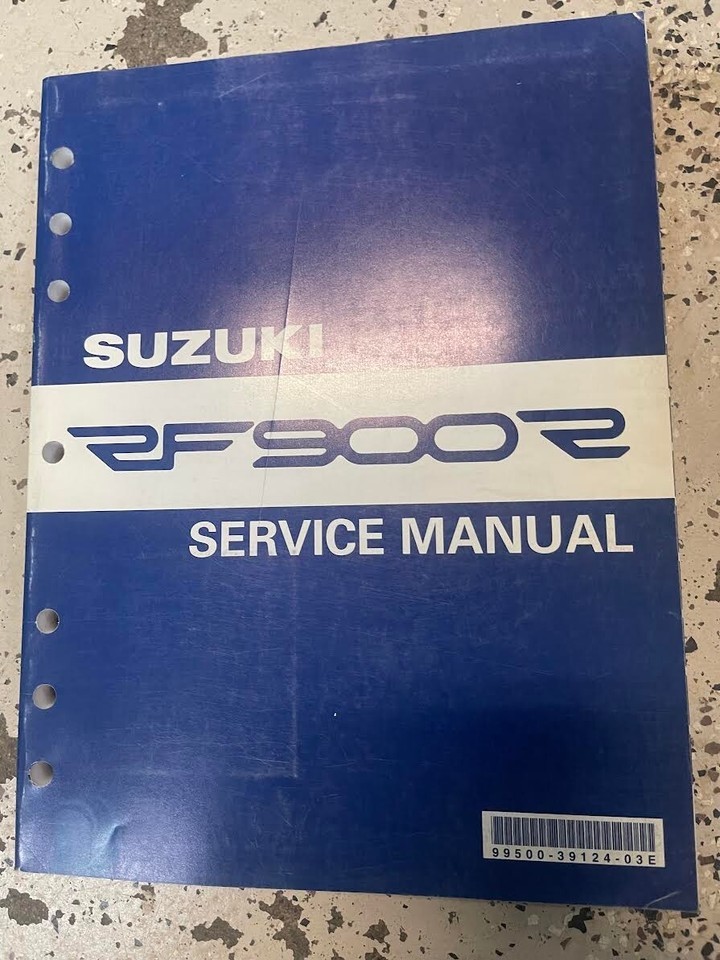 SUZUKI
RF900R
SERVICE MANUAL
99500-39124-03E